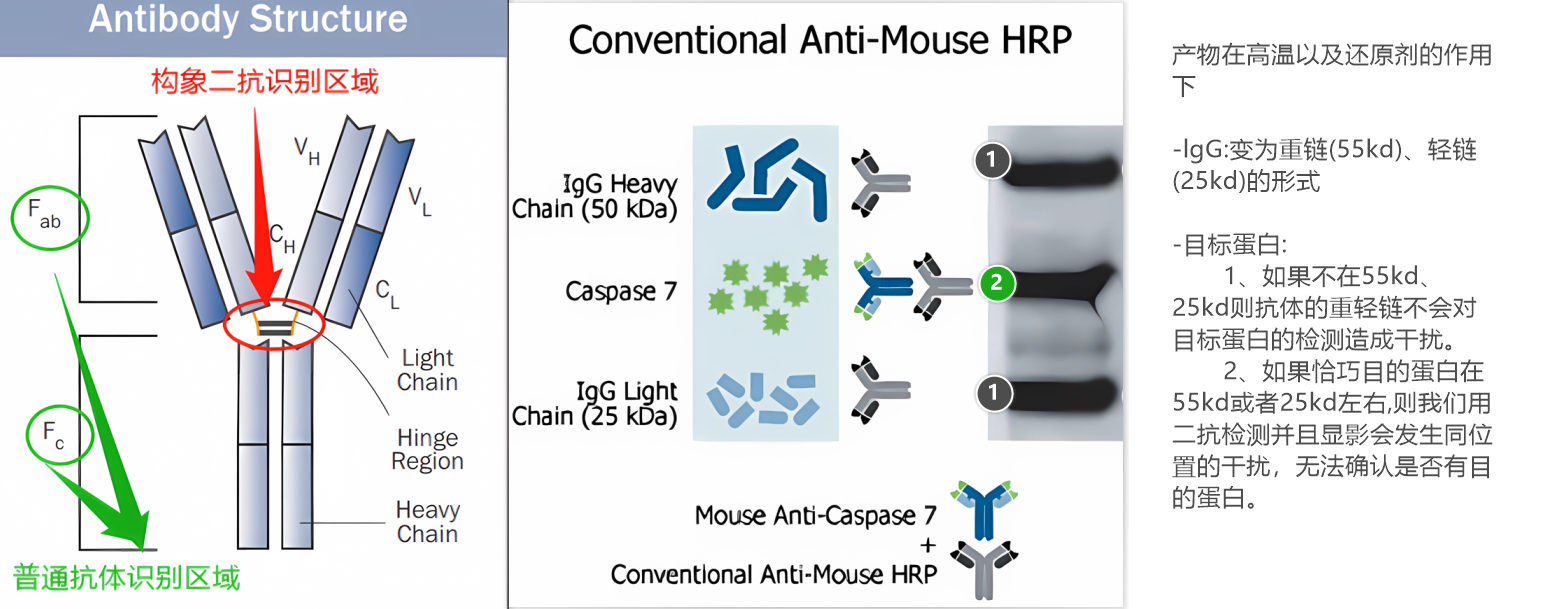 Antibody Structure
构象二抗识别区域
V H
V L
F ab
C H
C L
Light
Chain
F c
Hinge
Region
Heavy
Chain
普通抗体识别区域
Conventional Anti-Mouse HRP
IgG Heavy
Chain (50 kDa)
1
Caspase 7
2
IgG Light
Chain (25 kDa)
1
Mouse Anti-Caspase 7
+
Conventional Anti-Mouse HRP
产物在高温以及还原剂的作用
下
-IgG:变为重链(55kd)、轻链
(25kd)的形式
-目标蛋白:
1、如果不在55kd、
25kd则抗体的重轻链不会对
目标蛋白的检测造成干扰。
2、如果恰巧目的蛋白在
55kd或者25kd左右,则我们用
二抗检测并且显影会发生同位
置的干扰，无法确认是否有目
的蛋白。